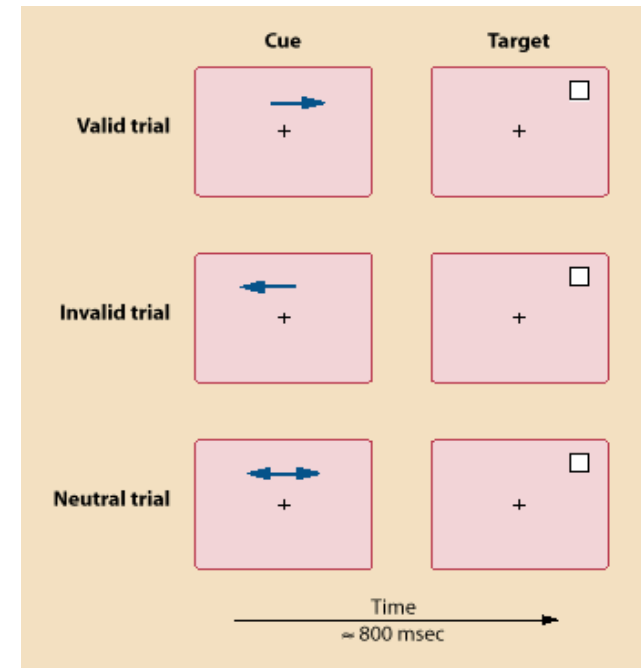 Cue
Target
Valid trial
Invalid trial
Neutral trial
Time
≈ 800 msec